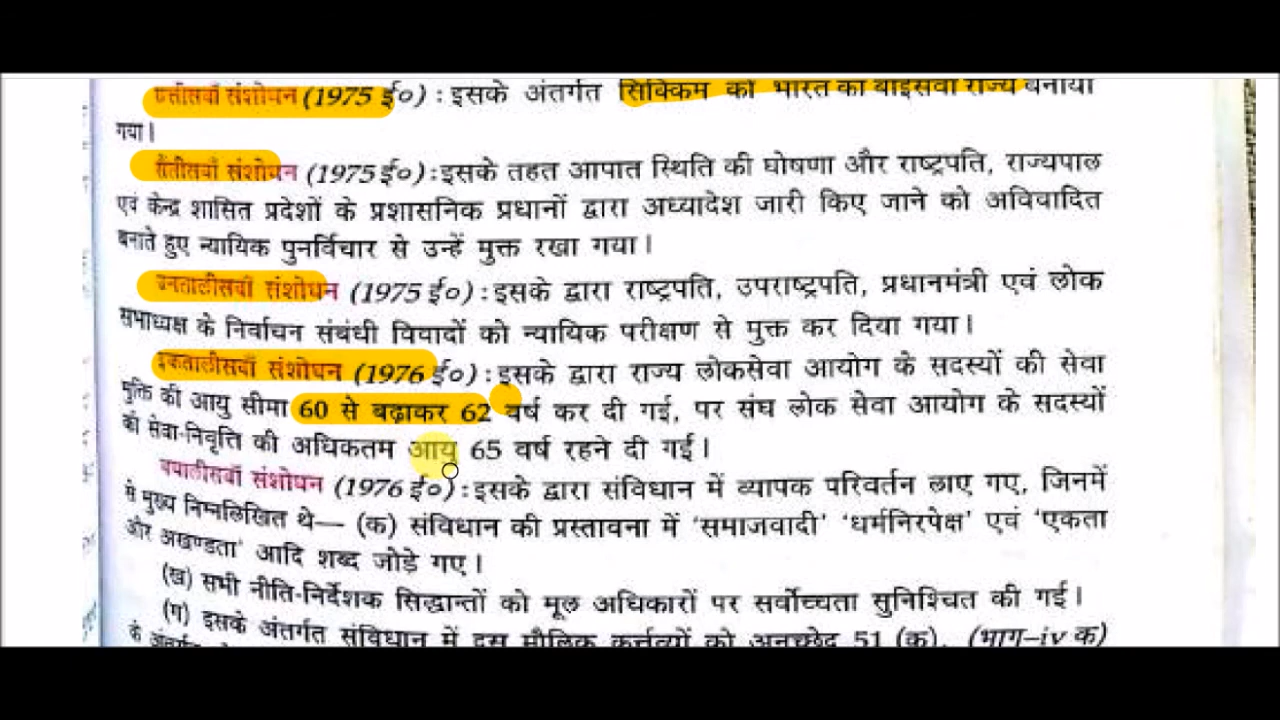 छत्तीसवाँ संशोधन (1975 ई०) : इसके अंतर्गत सिक्किम को भारत का बाइसवाँ राज्य बनाया
गया।
सैंतीसवाँ संशोधन (1975 ई०) : इसके तहत आपात स्थिति की घोषणा और राष्ट्रपति, राज्यपाल
एवं केन्द्र शासित प्रदेशों के प्रशासनिक प्रधानों द्वारा अध्यादेश जारी किए जाने को अविवादित
बनाते हुए न्यायिक पुनर्विचार से उन्हें मुक्त रखा गया।
उनतालीसवाँ संशोधन (1975 ई०) : इसके द्वारा राष्ट्रपति, उपराष्ट्रपति, प्रधानमंत्री एवं लोक
सभाध्यक्ष के निर्वाचन संबंधी विवादों को न्यायिक परीक्षण से मुक्त कर दिया गया।
इकतालीसवाँ संशोधन (1976 ई०) : इसके द्वारा राज्य लोकसेवा आयोग के सदस्यों की सेवा
मुक्ति की आयु सीमा 60 से बढ़ाकर 62 वर्ष कर दी गई, पर संघ लोक सेवा आयोग के सदस्यों
की सेवा-निवृत्ति की अधिकतम आयु 65 वर्ष रहने दी गई।
बयालीसवाँ संशोधन (1976 ई०) : इसके द्वारा संविधान में व्यापक परिवर्तन लाए गए, जिनमें
से मुख्य निम्नलिखित थे— (क) संविधान की प्रस्तावना में 'समाजवादी' 'धर्मनिरपेक्ष' एवं 'एकता
और अखण्डता' आदि शब्द जोड़े गए।
(ख) सभी नीति-निर्देशक सिद्धान्तों को मूल अधिकारों पर सर्वोच्चता सुनिश्चित की गई।
(ग) इसके अंतर्गत संविधान में दस मौलिक कर्त्तव्यों को अनुच्छेद 51 (क), (भाग-iv क)
के अंतर्गत